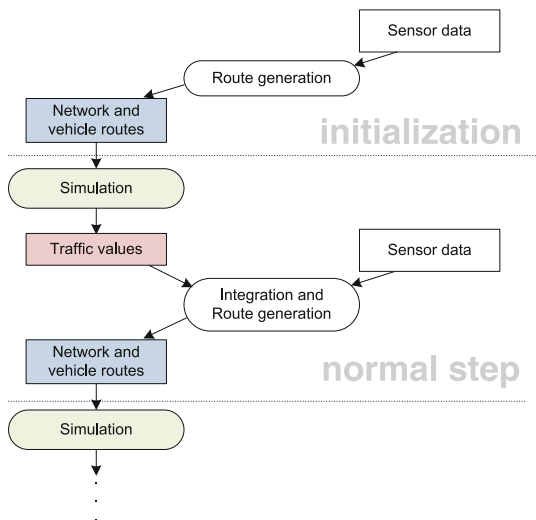 Sensor data
Route generation
Network and
vehicle routes
initialization
Simulation
Traffic values
Sensor data
Integration and
Route generation
Network and
vehicle routes
normal step
Simulation
.
.
.